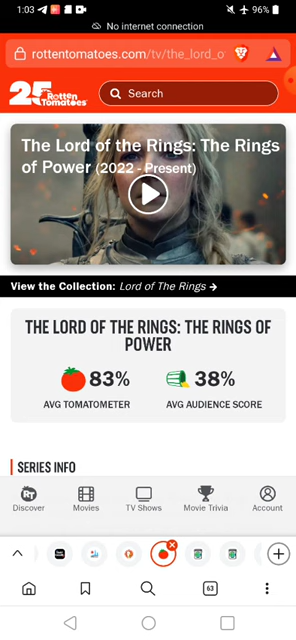 1:03
96%
No internet connection
rottentomatoes.com/tv/the_lord_o
25
Rotten
Tomatoes
Search
The Lord of the Rings: The Rings
of Power (2022 - Present)
View the Collection: Lord of The Rings →
THE LORD OF THE RINGS: THE RINGS OF
POWER
83%
38%
AVG TOMATOMETER
AVG AUDIENCE SCORE
SERIES INFO
RT
Discover
Movies
TV Shows
Movie Trivia
Account
63